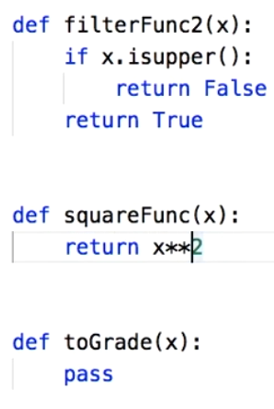 def filterFunc2(x):
    if x.isupper():
        return False
    return True
def squareFunc(x):
    return x**2
def toGrade(x):
    pass